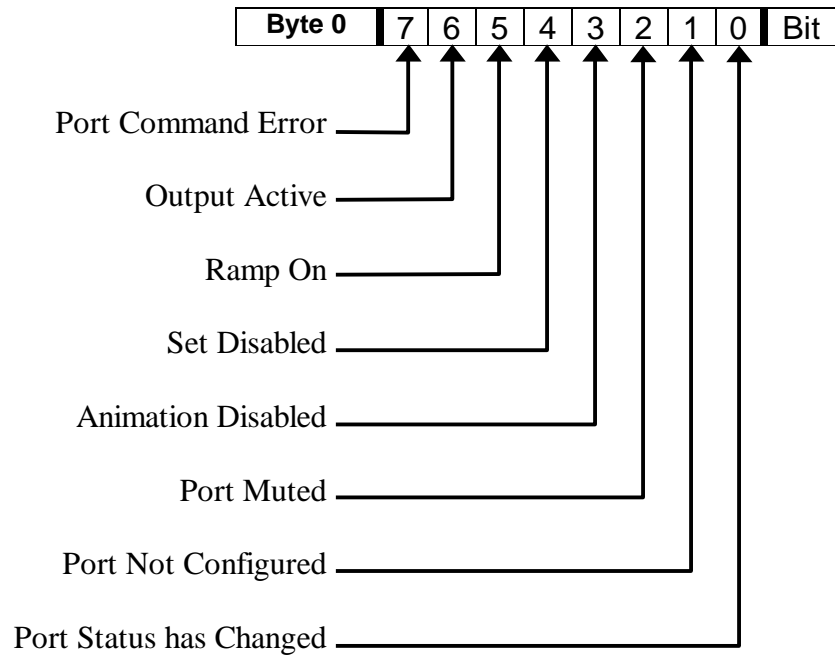 Byte 0 7 6 5 4 3 2 1 0 Bit
Port Command Error
Output Active
Ramp On
Set Disabled
Animation Disabled
Port Muted
Port Not Configured
Port Status has Changed